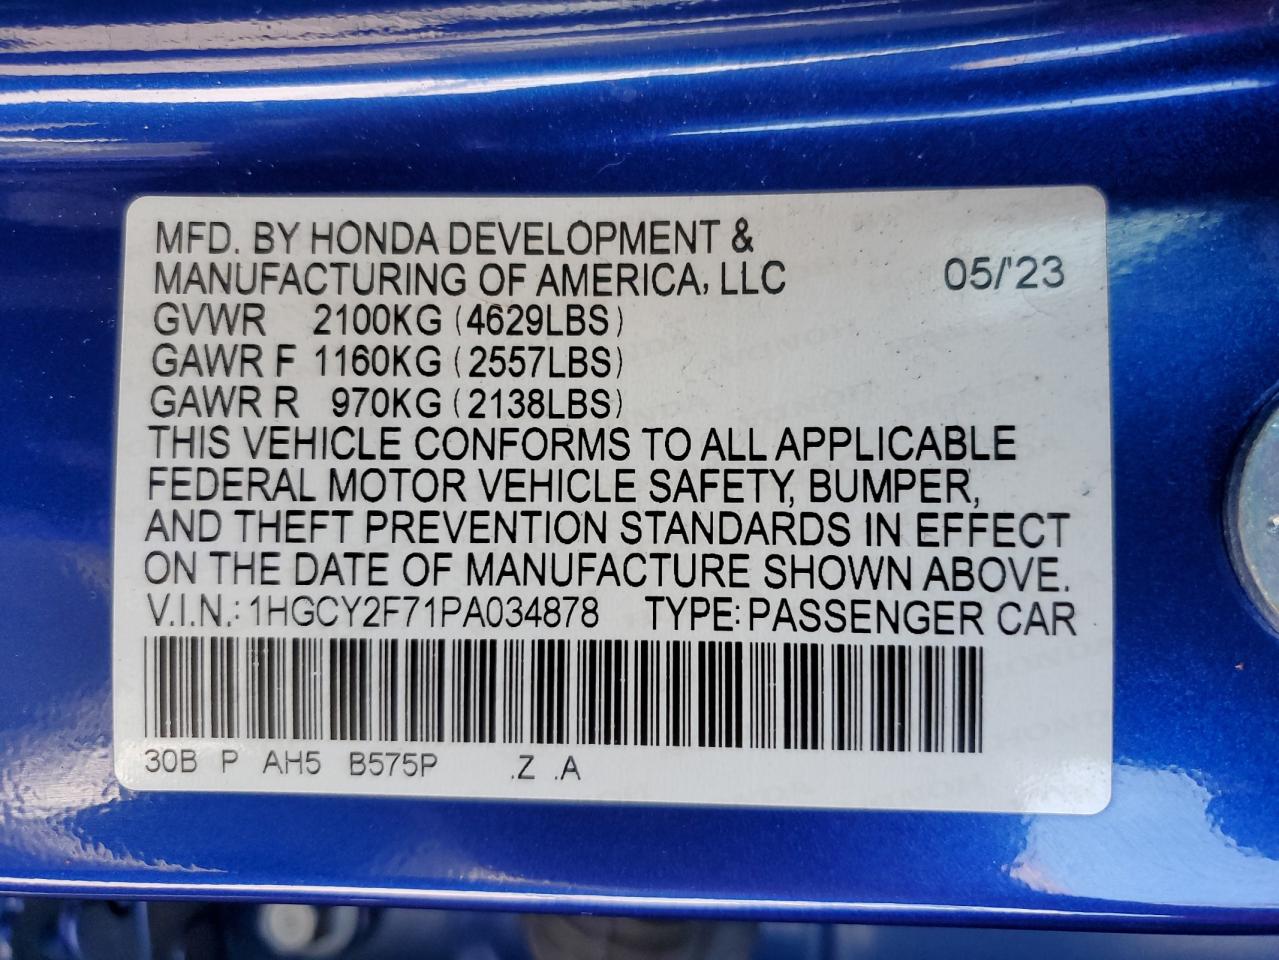 MFD. BY HONDA DEVELOPMENT &
MANUFACTURING OF AMERICA, LLC 05/'23
GVWR 2100KG (4629LBS)
GAWR F 1160KG (2557LBS)
GAWR R 970KG (2138LBS)
THIS VEHICLE CONFORMS TO ALL APPLICABLE
FEDERAL MOTOR VEHICLE SAFETY, BUMPER,
AND THEFT PREVENTION STANDARDS IN EFFECT
ON THE DATE OF MANUFACTURE SHOWN ABOVE.
V.I.N.: 1HGCY2F71PA034878 TYPE: PASSENGER CAR
30B P AH5 B575P .Z .A